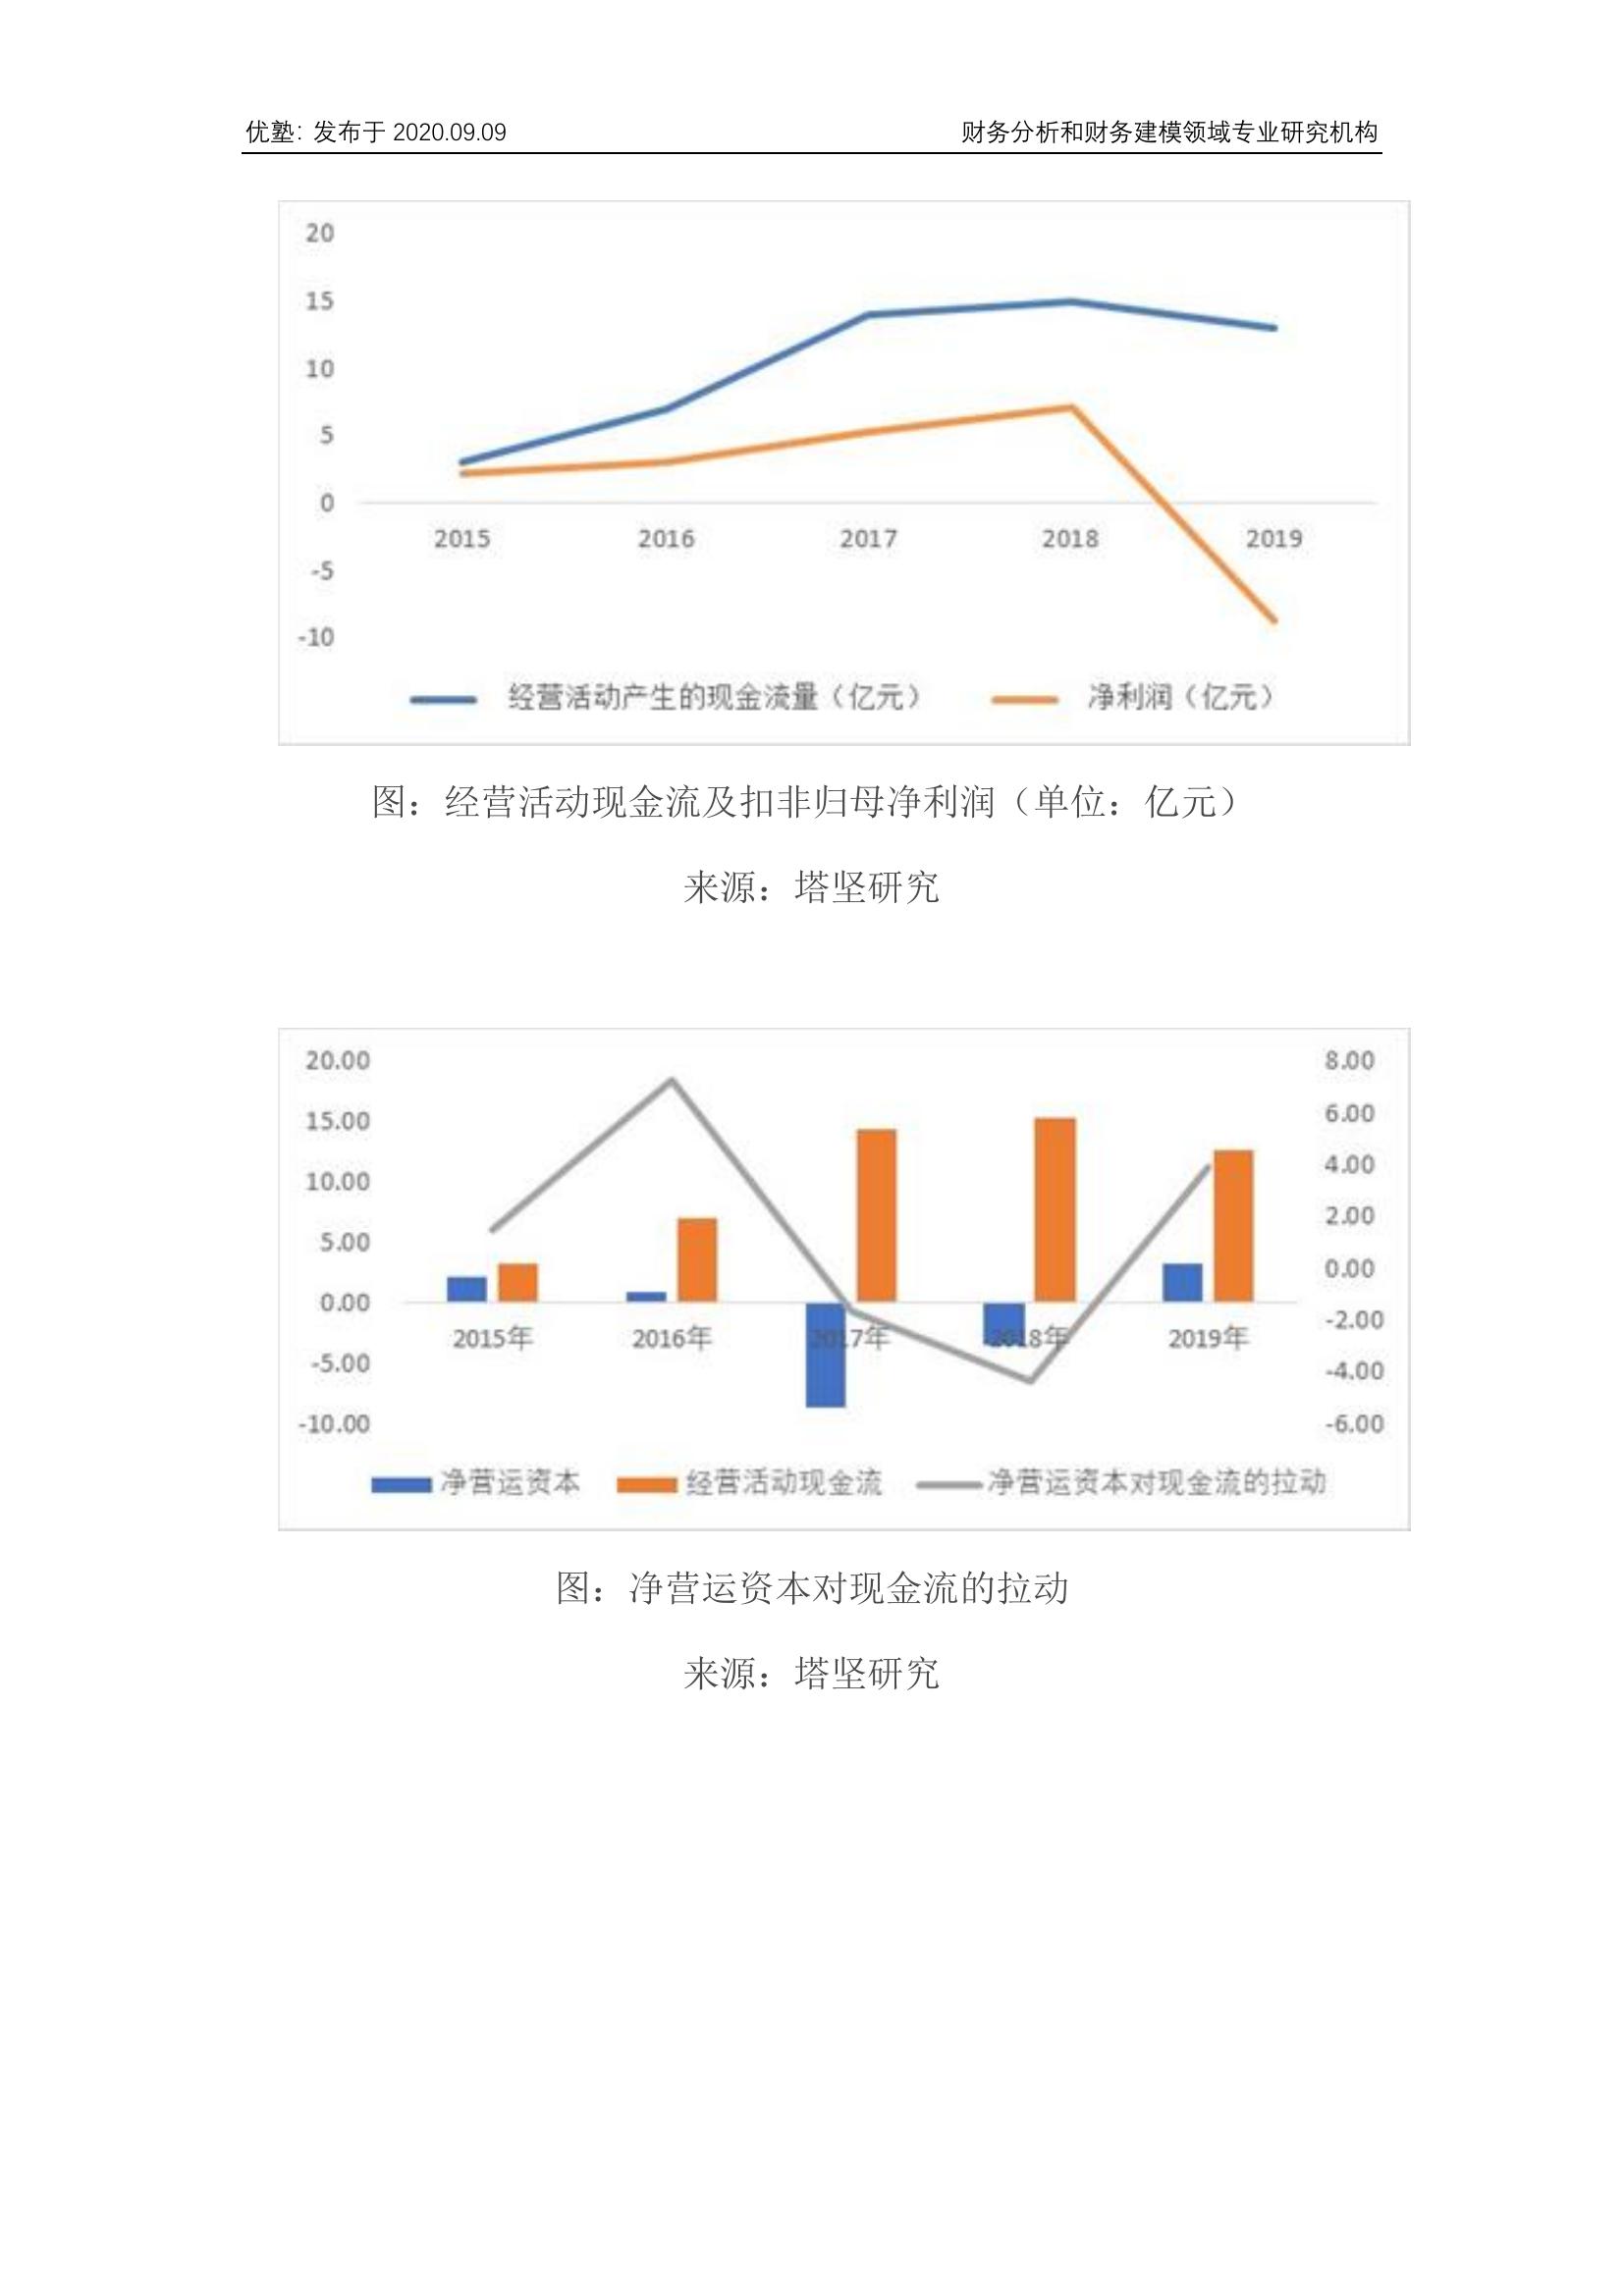 优塾：发布于 2020.09.09 财务分析和财务建模领域专业研究机构
20
15
10
5
0
2015 2016 2017 2018 2019
-5
-10
经营活动产生的现金流量（亿元） 净利润（亿元）
图：经营活动现金流及扣非归母净利润（单位：亿元）
来源：塔坚研究
20.00 8.00
15.00 6.00
10.00 4.00
5.00 2.00
0.00 0.00
2015年 2016年 2017年 2018年 2019年
-5.00 -2.00
-10.00 -4.00
-6.00
净营运资本 经营活动现金流 净营运资本对现金流的拉动
图：净营运资本对现金流的拉动
来源：塔坚研究